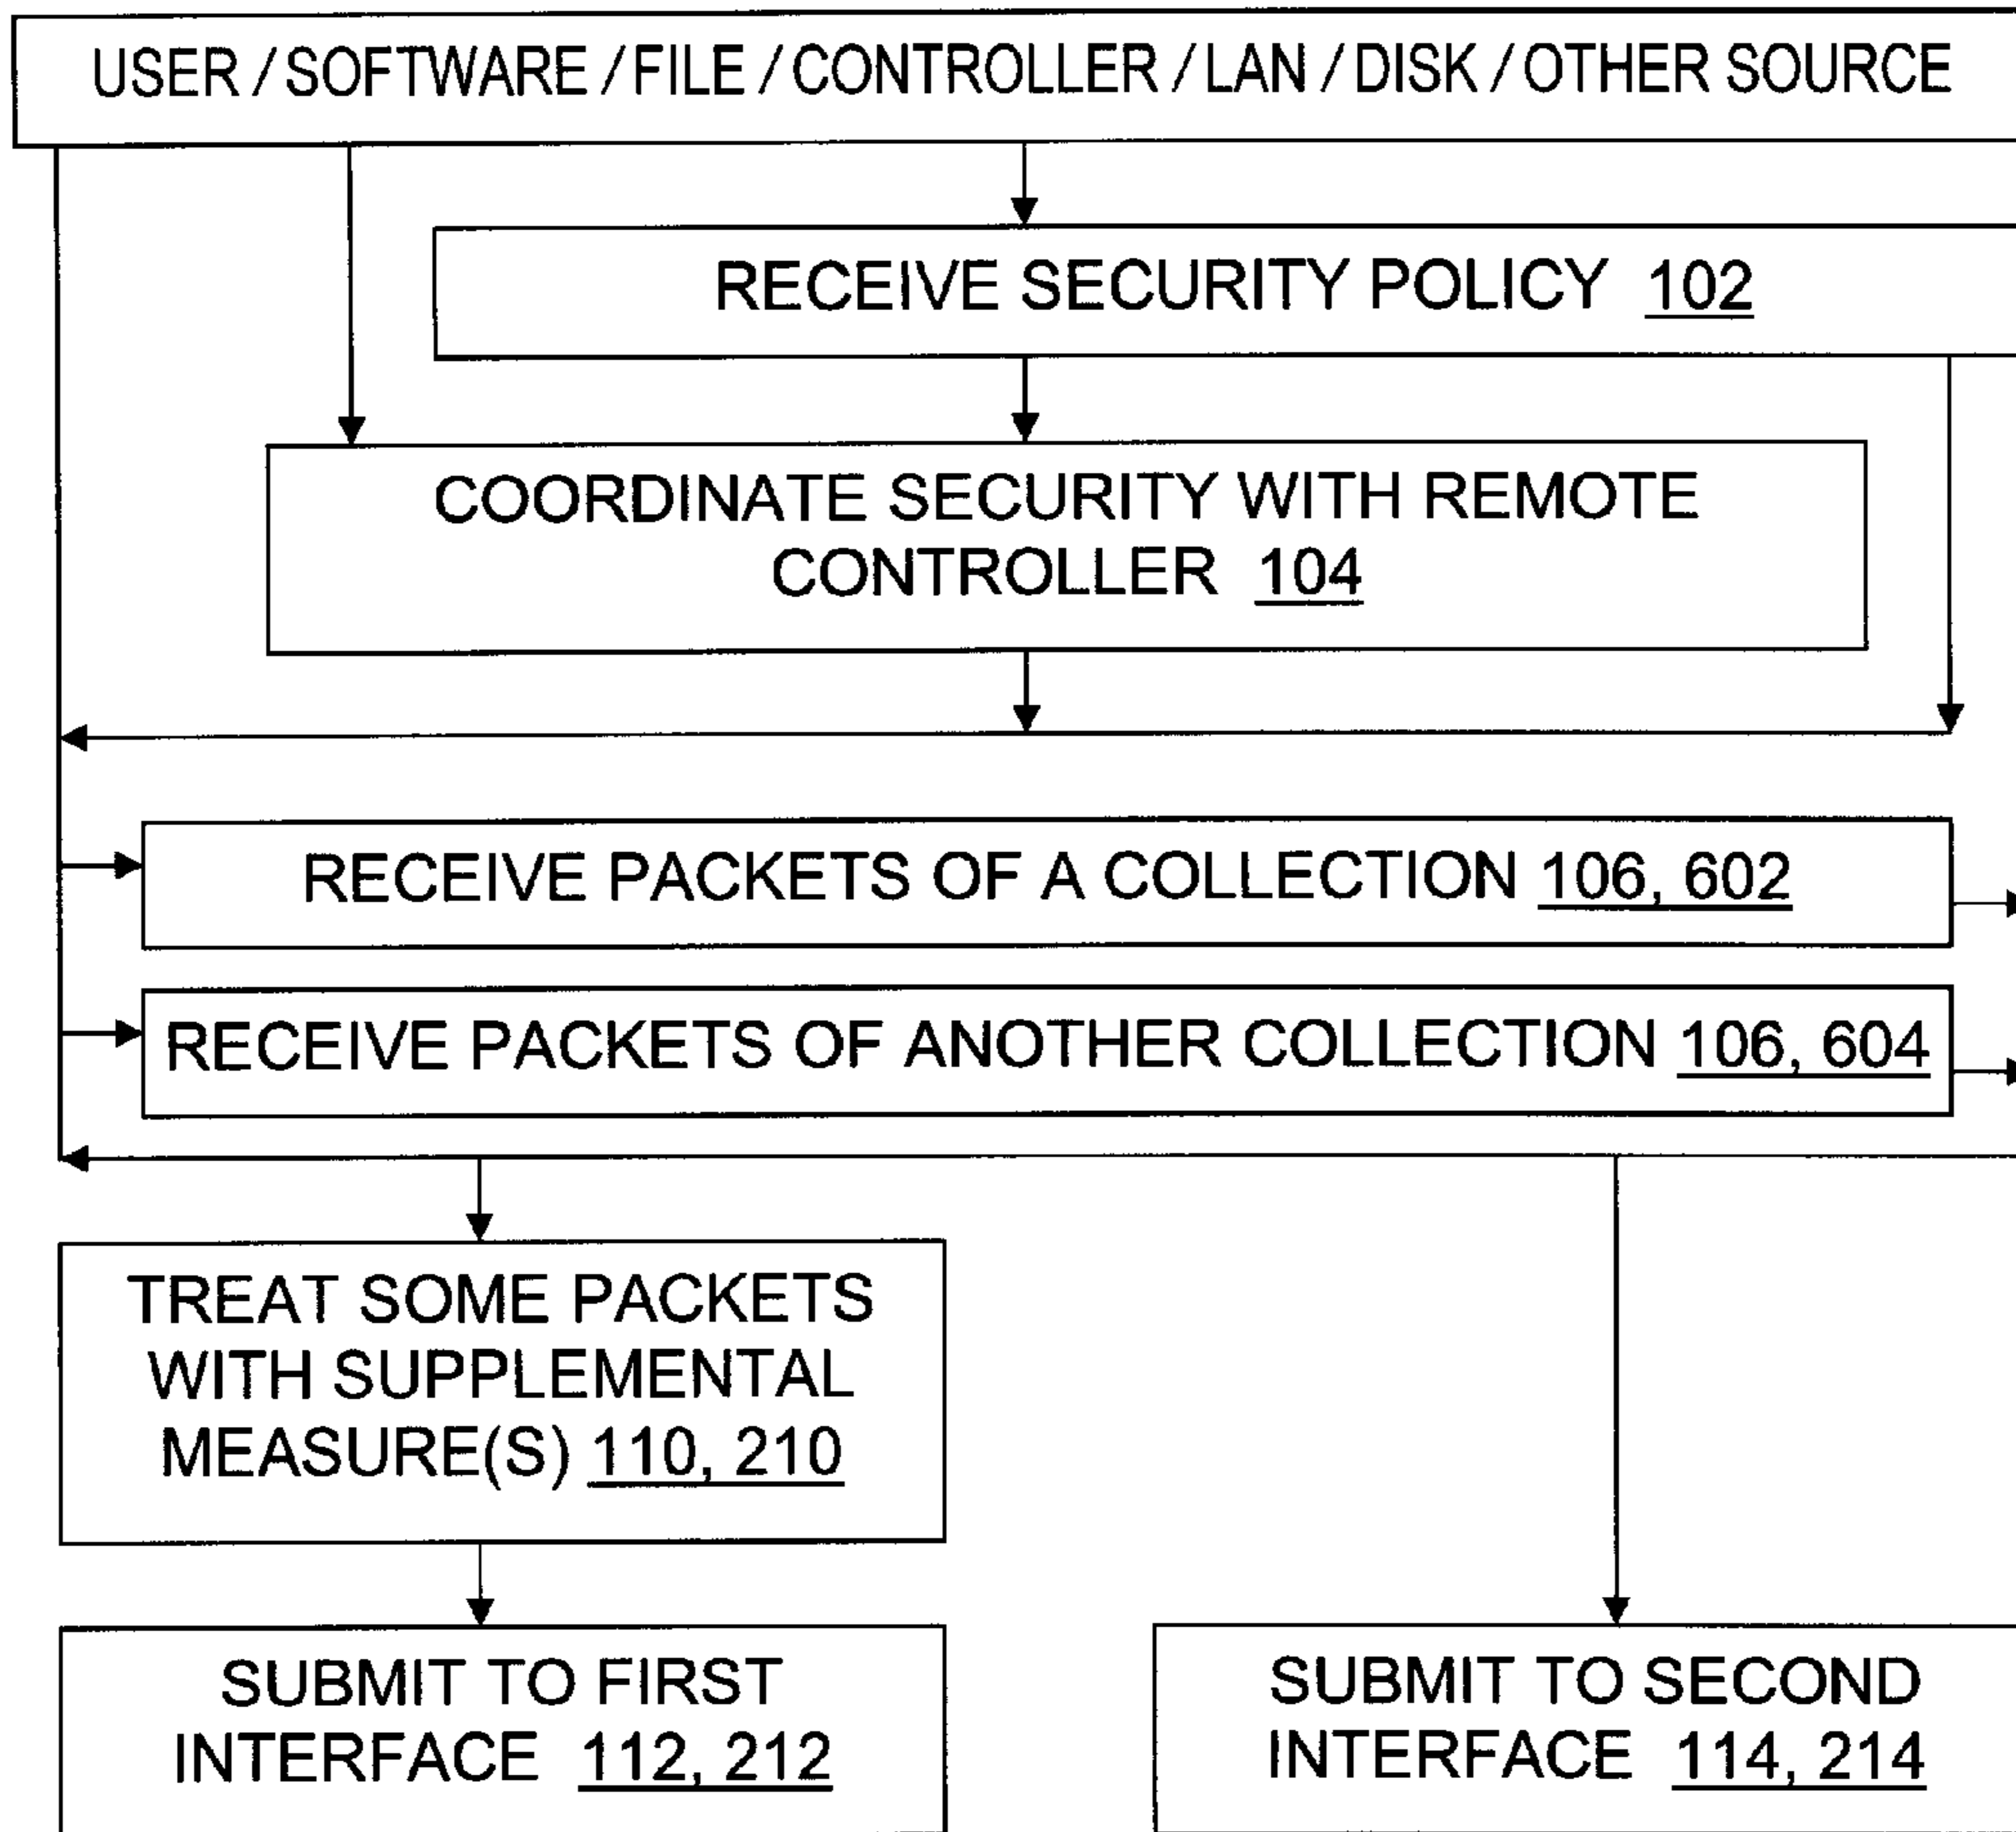 USER / SOFTWARE / FILE / CONTROLLER / LAN / DISK / OTHER SOURCE
RECEIVE SECURITY POLICY 102
COORDINATE SECURITY WITH REMOTE
CONTROLLER 104
RECEIVE PACKETS OF A COLLECTION 106, 602
RECEIVE PACKETS OF ANOTHER COLLECTION 106, 604
TREAT SOME PACKETS
WITH SUPPLEMENTAL
MEASURE(S) 110, 210
SUBMIT TO FIRST
INTERFACE 112, 212
SUBMIT TO SECOND
INTERFACE 114, 214